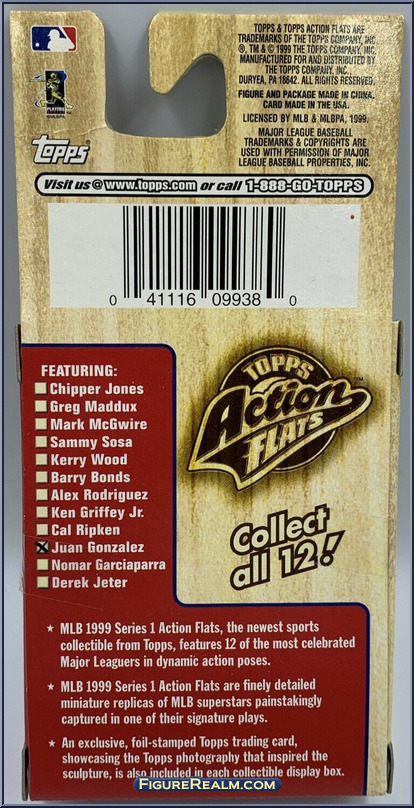 TOPPS & TOPPS ACTION FLATS ARE
TRADEMARKS OF THE TOPPS COMPANY, INC.
®, TM & © 1999 THE TOPPS COMPANY, INC.
MANUFACTURED FOR AND DISTRIBUTED BY
THE TOPPS COMPANY, INC.
DURYEA, PA 18642. ALL RIGHTS RESERVED.
FIGURE AND PACKAGE MADE IN CHINA.
CARD MADE IN THE USA.
LICENSED BY MLB & MLBPA, 1999.
MAJOR LEAGUE BASEBALL
TRADEMARKS & COPYRIGHTS ARE
USED WITH PERMISSION OF MAJOR
LEAGUE BASEBALL PROPERTIES, INC.
PLAYERS
CHOICE
©MLBPA
TOPPS
Visit us @ www.topps.com or call 1-888-GO-TOPPS
0 41116 09938 0
TOPPS
Action™
FLATS
Collect
all 12!
FEATURING:
Chipper Jones
Greg Maddux
Mark McGwire
Sammy Sosa
Kerry Wood
Barry Bonds
Alex Rodriguez
Ken Griffey Jr.
Cal Ripken
Juan Gonzalez
Nomar Garciaparra
Derek Jeter
★ MLB 1999 Series 1 Action Flats, the newest sports
collectible from Topps, features 12 of the most celebrated
Major Leaguers in dynamic action poses.
★ MLB 1999 Series 1 Action Flats are finely detailed
miniature replicas of MLB superstars painstakingly
captured in one of their signature plays.
★ An exclusive, foil-stamped Topps trading card,
showcasing the Topps photography that inspired the
sculpture, is also included in each collectible display box.
FIGUREREALM.COM